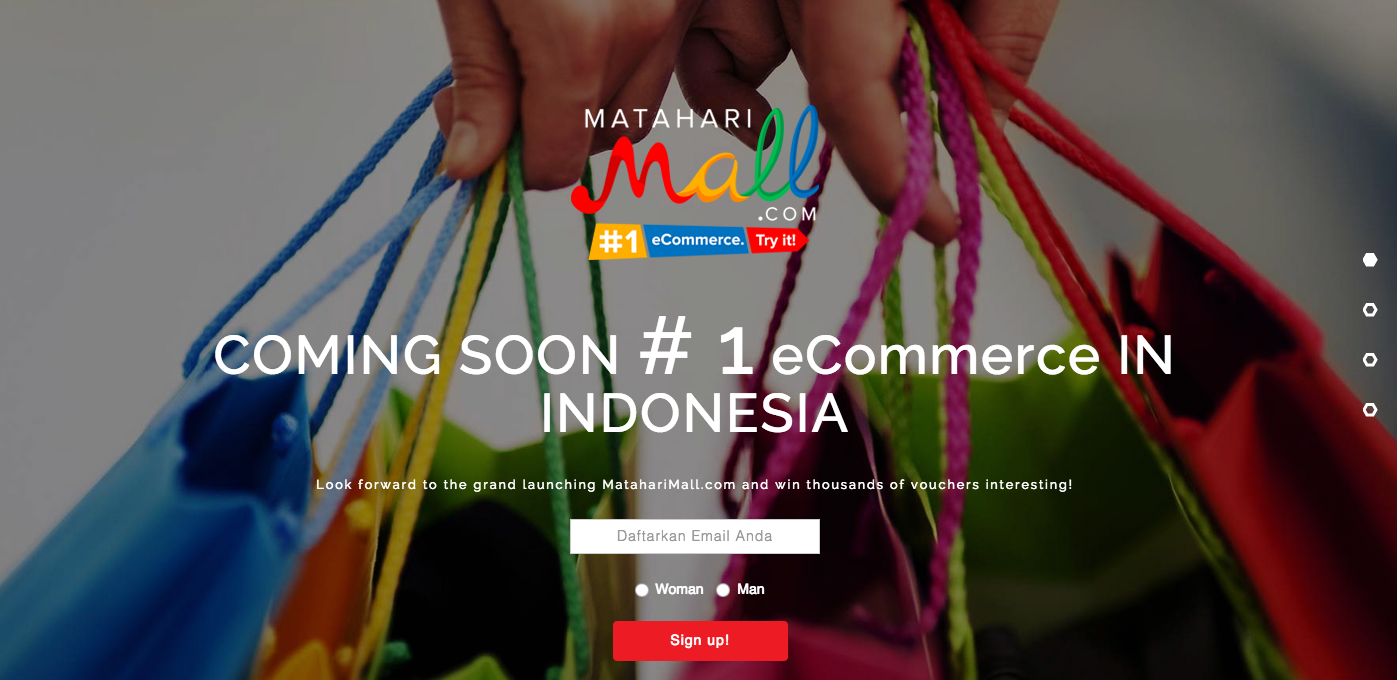 MATAHARI
Mall
.COM
#1 eCommerce. Try it!
COMING SOON # 1 eCommerce IN
INDONESIA
Look forward to the grand launching MatahariMall.com and win thousands of vouchers interesting!
Daftarkan Email Anda
Woman Man
Sign up!